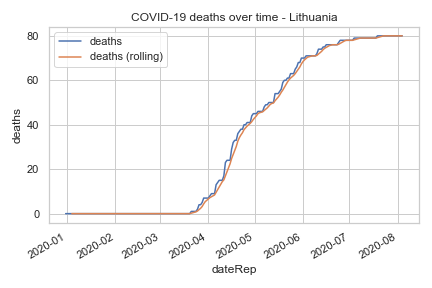 COVID-19 deaths over time - Lithuania
deaths
deaths (rolling)
80
60
40
20
0
deaths
2020-01
2020-02
2020-03
2020-04
2020-05
2020-06
2020-07
2020-08
dateRep